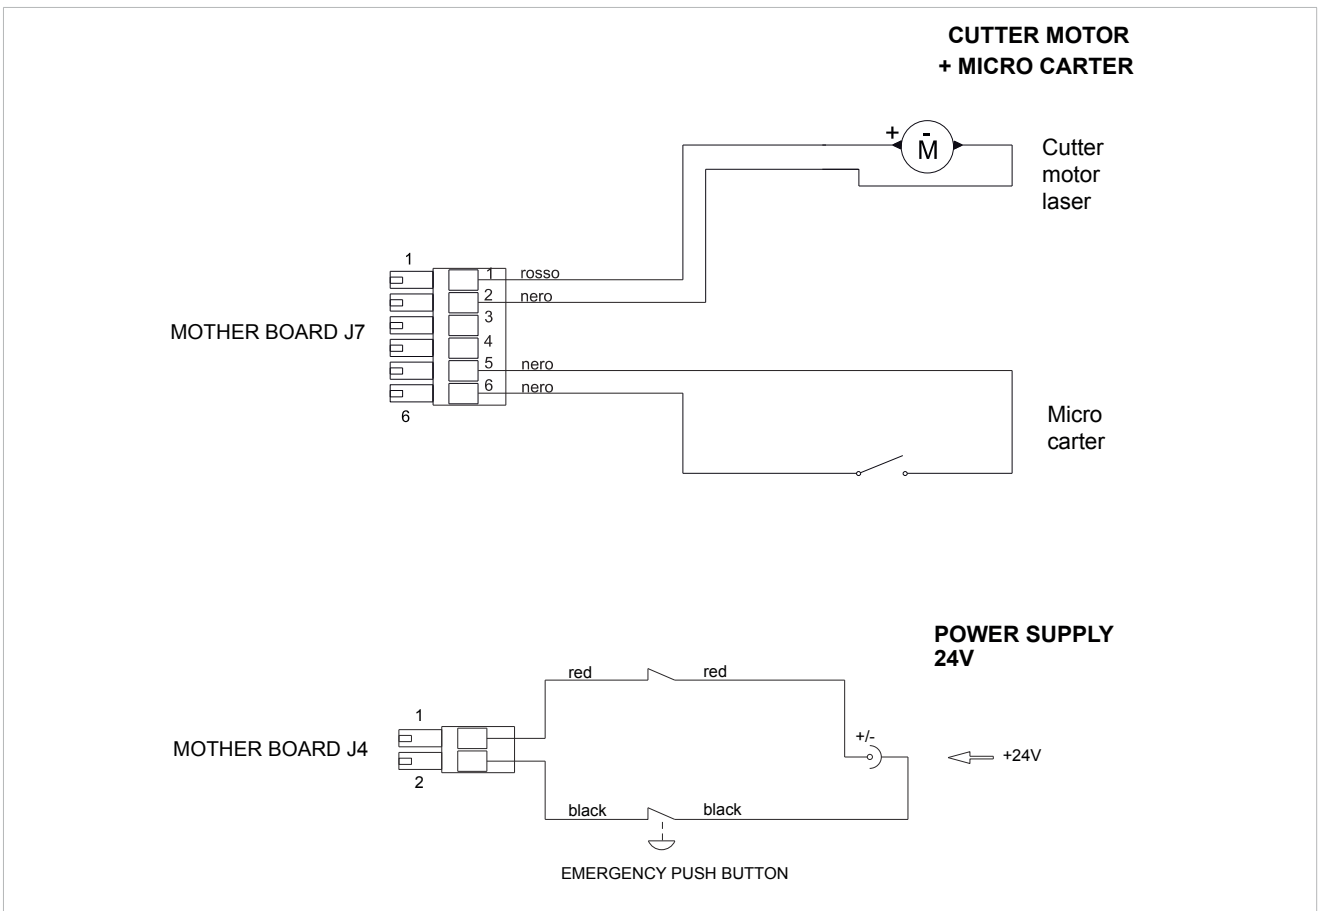 CUTTER MOTOR
+ MICRO CARTER
+
-
M
Cutter
motor
laser
1
1 rosso
2 nero
3
MOTHER BOARD J7
4
5 nero
6 nero
6
Micro
carter
POWER SUPPLY
24V
red red
1
+/-
MOTHER BOARD J4
+24V
2
black black
EMERGENCY PUSH BUTTON